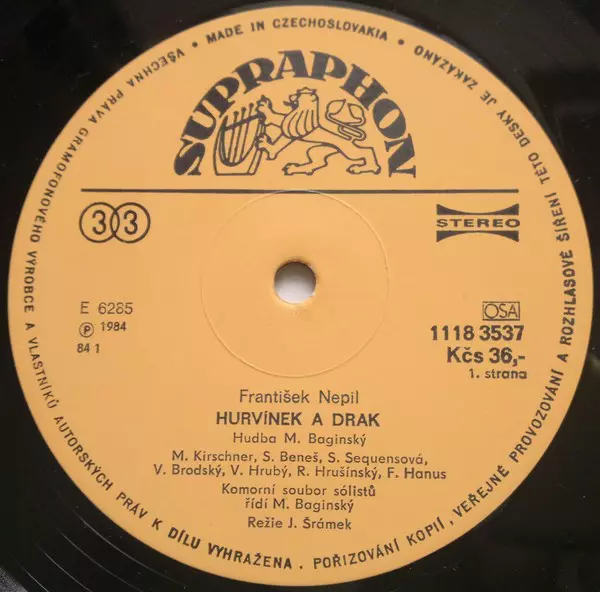 VŠECHNA PRÁVA GRAMOFONOVÉHO VÝROBCE A VLASTNÍKŮ AUTORSKÝCH PRÁV K DÍLU VYHRAŽENA. POŘIZOVÁNÍ KOPIÍ, VEŘEJNÉ PROVOZOVÁNÍ A ROZHLASOVÉ ŠÍŘENÍ TÉTO DESKY JE ZAKÁZÁNO • MADE IN CZECHOSLOVAKIA •
SUPRAPHON
33
STEREO
E 6285
Ⓟ 1984
84 1
OSA
1118 3537
Kčs 36,-
1. strana
František Nepil
HURVÍNEK A DRAK
Hudba M. Baginský
M. Kirschner, S. Beneš, S. Sequensová,
V. Brodský, V. Hrubý, R. Hrušínský, F. Hanus
Komorní soubor sólistů
řídí M. Baginský
Režie J. Šrámek